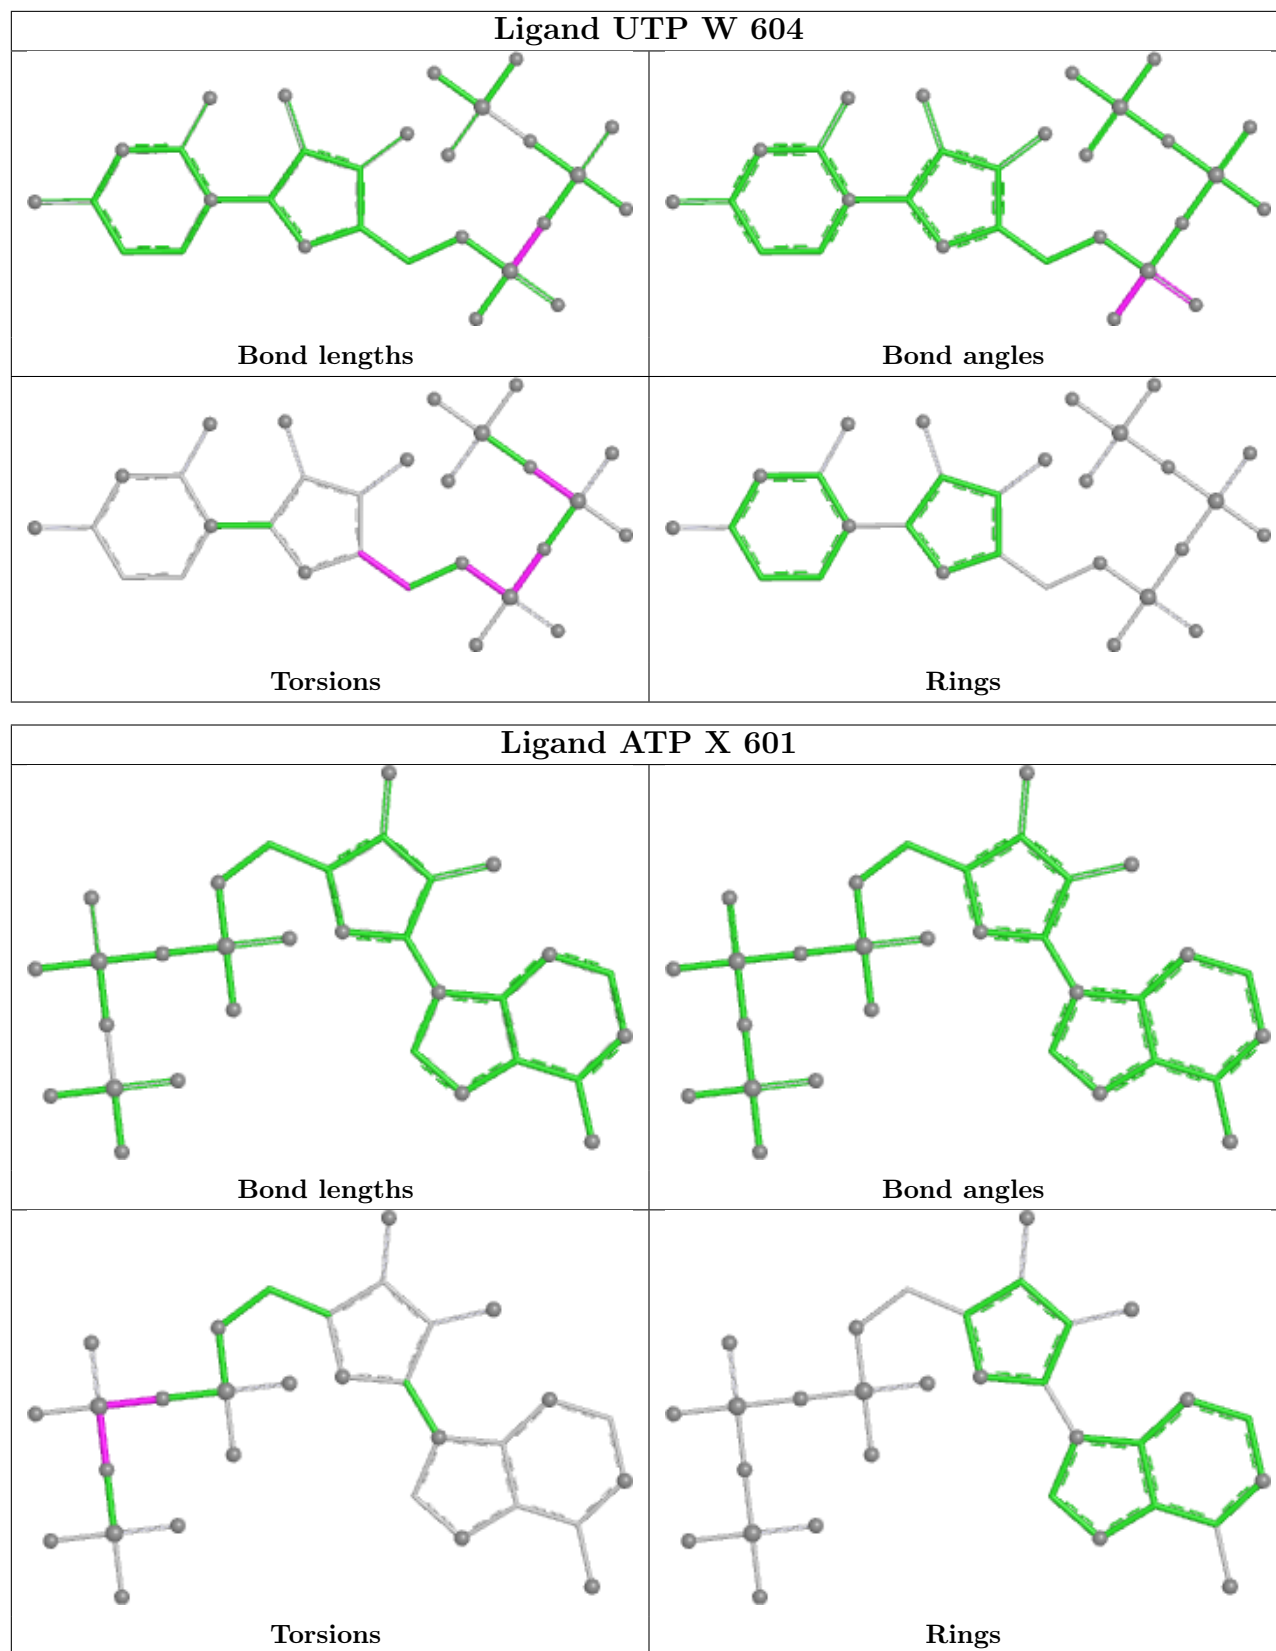 Ligand UTP W 604
Bond lengths
Bond angles
Torsions
Rings
Ligand ATP X 601
Bond lengths
Bond angles
Torsions
Rings